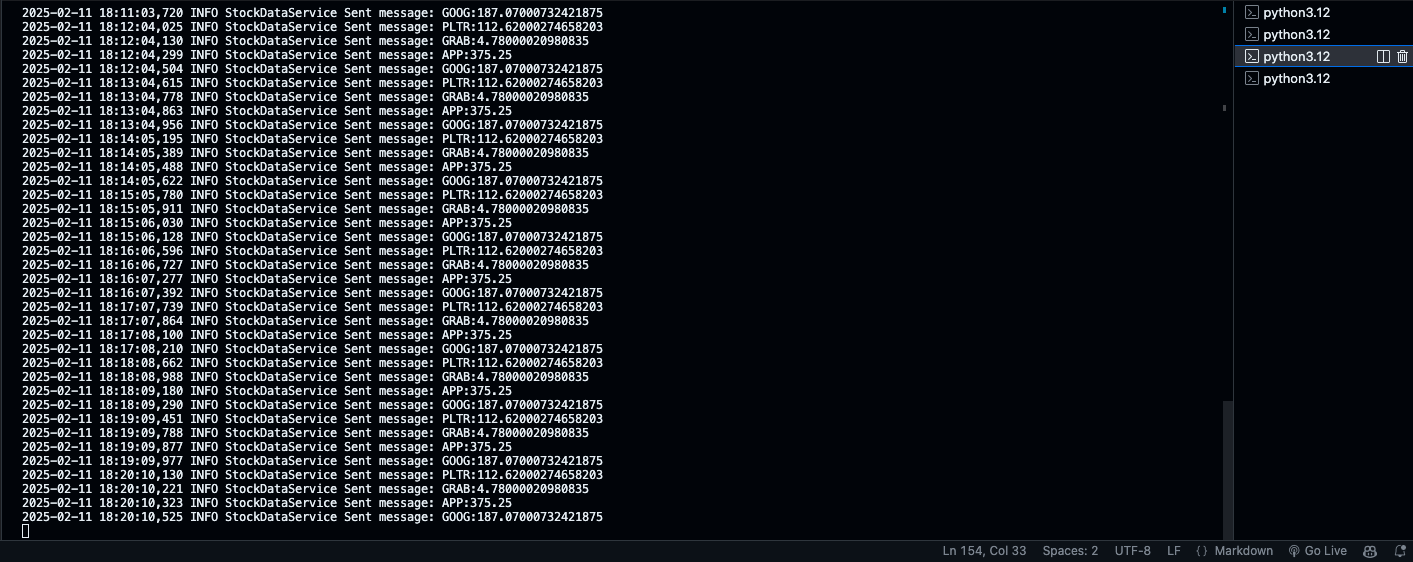 2025-02-11 18:11:03,720 INFO StockDataService Sent message: GOOG:187.07000732421875
2025-02-11 18:12:04,025 INFO StockDataService Sent message: PLTR:112.62000274658203
2025-02-11 18:12:04,130 INFO StockDataService Sent message: GRAB:4.78000020980835
2025-02-11 18:12:04,299 INFO StockDataService Sent message: APP:375.25
2025-02-11 18:12:04,504 INFO StockDataService Sent message: GOOG:187.07000732421875
2025-02-11 18:13:04,615 INFO StockDataService Sent message: PLTR:112.62000274658203
2025-02-11 18:13:04,778 INFO StockDataService Sent message: GRAB:4.78000020980835
2025-02-11 18:13:04,863 INFO StockDataService Sent message: APP:375.25
2025-02-11 18:13:04,956 INFO StockDataService Sent message: GOOG:187.07000732421875
2025-02-11 18:14:05,195 INFO StockDataService Sent message: PLTR:112.62000274658203
2025-02-11 18:14:05,389 INFO StockDataService Sent message: GRAB:4.78000020980835
2025-02-11 18:14:05,488 INFO StockDataService Sent message: APP:375.25
2025-02-11 18:14:05,622 INFO StockDataService Sent message: GOOG:187.07000732421875
2025-02-11 18:15:05,780 INFO StockDataService Sent message: PLTR:112.62000274658203
2025-02-11 18:15:05,911 INFO StockDataService Sent message: GRAB:4.78000020980835
2025-02-11 18:15:06,030 INFO StockDataService Sent message: APP:375.25
2025-02-11 18:15:06,128 INFO StockDataService Sent message: GOOG:187.07000732421875
2025-02-11 18:16:06,596 INFO StockDataService Sent message: PLTR:112.62000274658203
2025-02-11 18:16:06,727 INFO StockDataService Sent message: GRAB:4.78000020980835
2025-02-11 18:16:07,277 INFO StockDataService Sent message: APP:375.25
2025-02-11 18:16:07,392 INFO StockDataService Sent message: GOOG:187.07000732421875
2025-02-11 18:17:07,739 INFO StockDataService Sent message: PLTR:112.62000274658203
2025-02-11 18:17:07,864 INFO StockDataService Sent message: GRAB:4.78000020980835
2025-02-11 18:17:08,100 INFO StockDataService Sent message: APP:375.25
2025-02-11 18:17:08,210 INFO StockDataService Sent message: GOOG:187.07000732421875
2025-02-11 18:18:08,662 INFO StockDataService Sent message: PLTR:112.62000274658203
2025-02-11 18:18:08,988 INFO StockDataService Sent message: GRAB:4.78000020980835
2025-02-11 18:18:09,180 INFO StockDataService Sent message: APP:375.25
2025-02-11 18:18:09,290 INFO StockDataService Sent message: GOOG:187.07000732421875
2025-02-11 18:19:09,451 INFO StockDataService Sent message: PLTR:112.62000274658203
2025-02-11 18:19:09,788 INFO StockDataService Sent message: GRAB:4.78000020980835
2025-02-11 18:19:09,877 INFO StockDataService Sent message: APP:375.25
2025-02-11 18:19:09,977 INFO StockDataService Sent message: GOOG:187.07000732421875
2025-02-11 18:20:10,130 INFO StockDataService Sent message: PLTR:112.62000274658203
2025-02-11 18:20:10,221 INFO StockDataService Sent message: GRAB:4.78000020980835
2025-02-11 18:20:10,323 INFO StockDataService Sent message: APP:375.25
2025-02-11 18:20:10,525 INFO StockDataService Sent message: GOOG:187.07000732421875
python3.12
python3.12
python3.12
python3.12
Ln 154, Col 33 Spaces: 2 UTF-8 LF {} Markdown Go Live